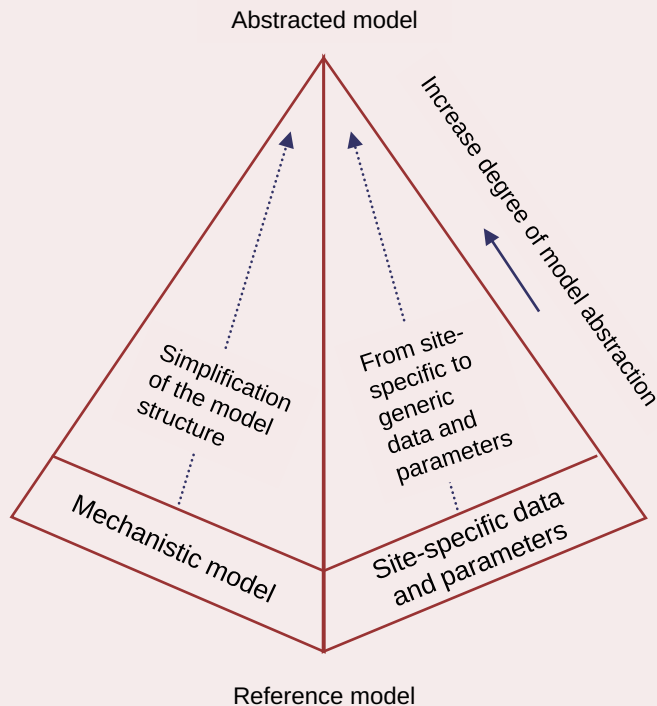 Abstracted model
Increase degree of model abstraction
Simplification
of the model
structure
From site-
specific to
generic
data and
parameters
Mechanistic model
Site-specific data
and parameters
Reference model